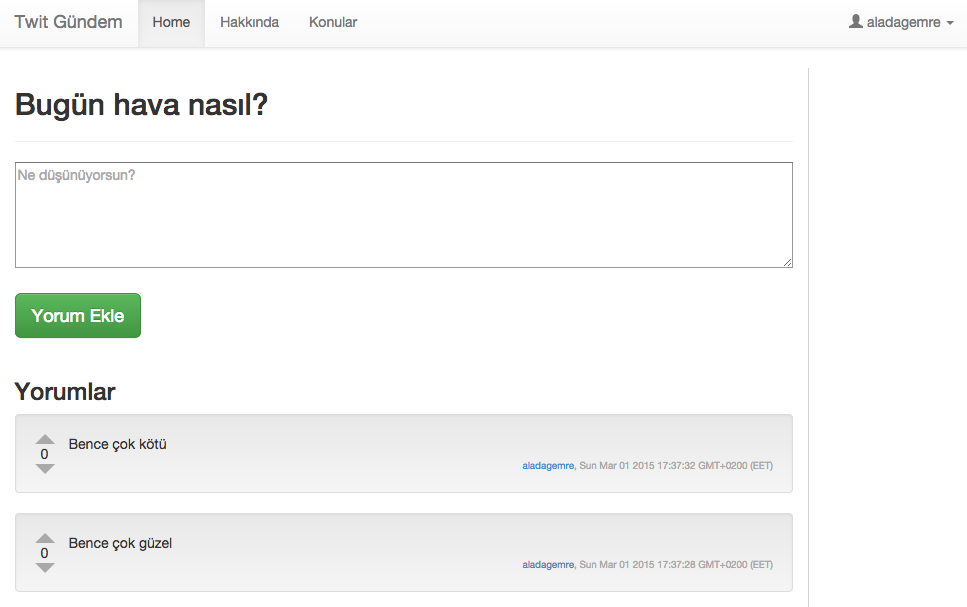 Twit Gündem Home Hakkında Konular aladagemre
Bugün hava nasıl?
Ne düşünüyorsun?
Yorum Ekle
Yorumlar
Bence çok kötü
0
aladagemre, Sun Mar 01 2015 17:37:32 GMT+0200 (EET)
Bence çok güzel
0
aladagemre, Sun Mar 01 2015 17:37:28 GMT+0200 (EET)